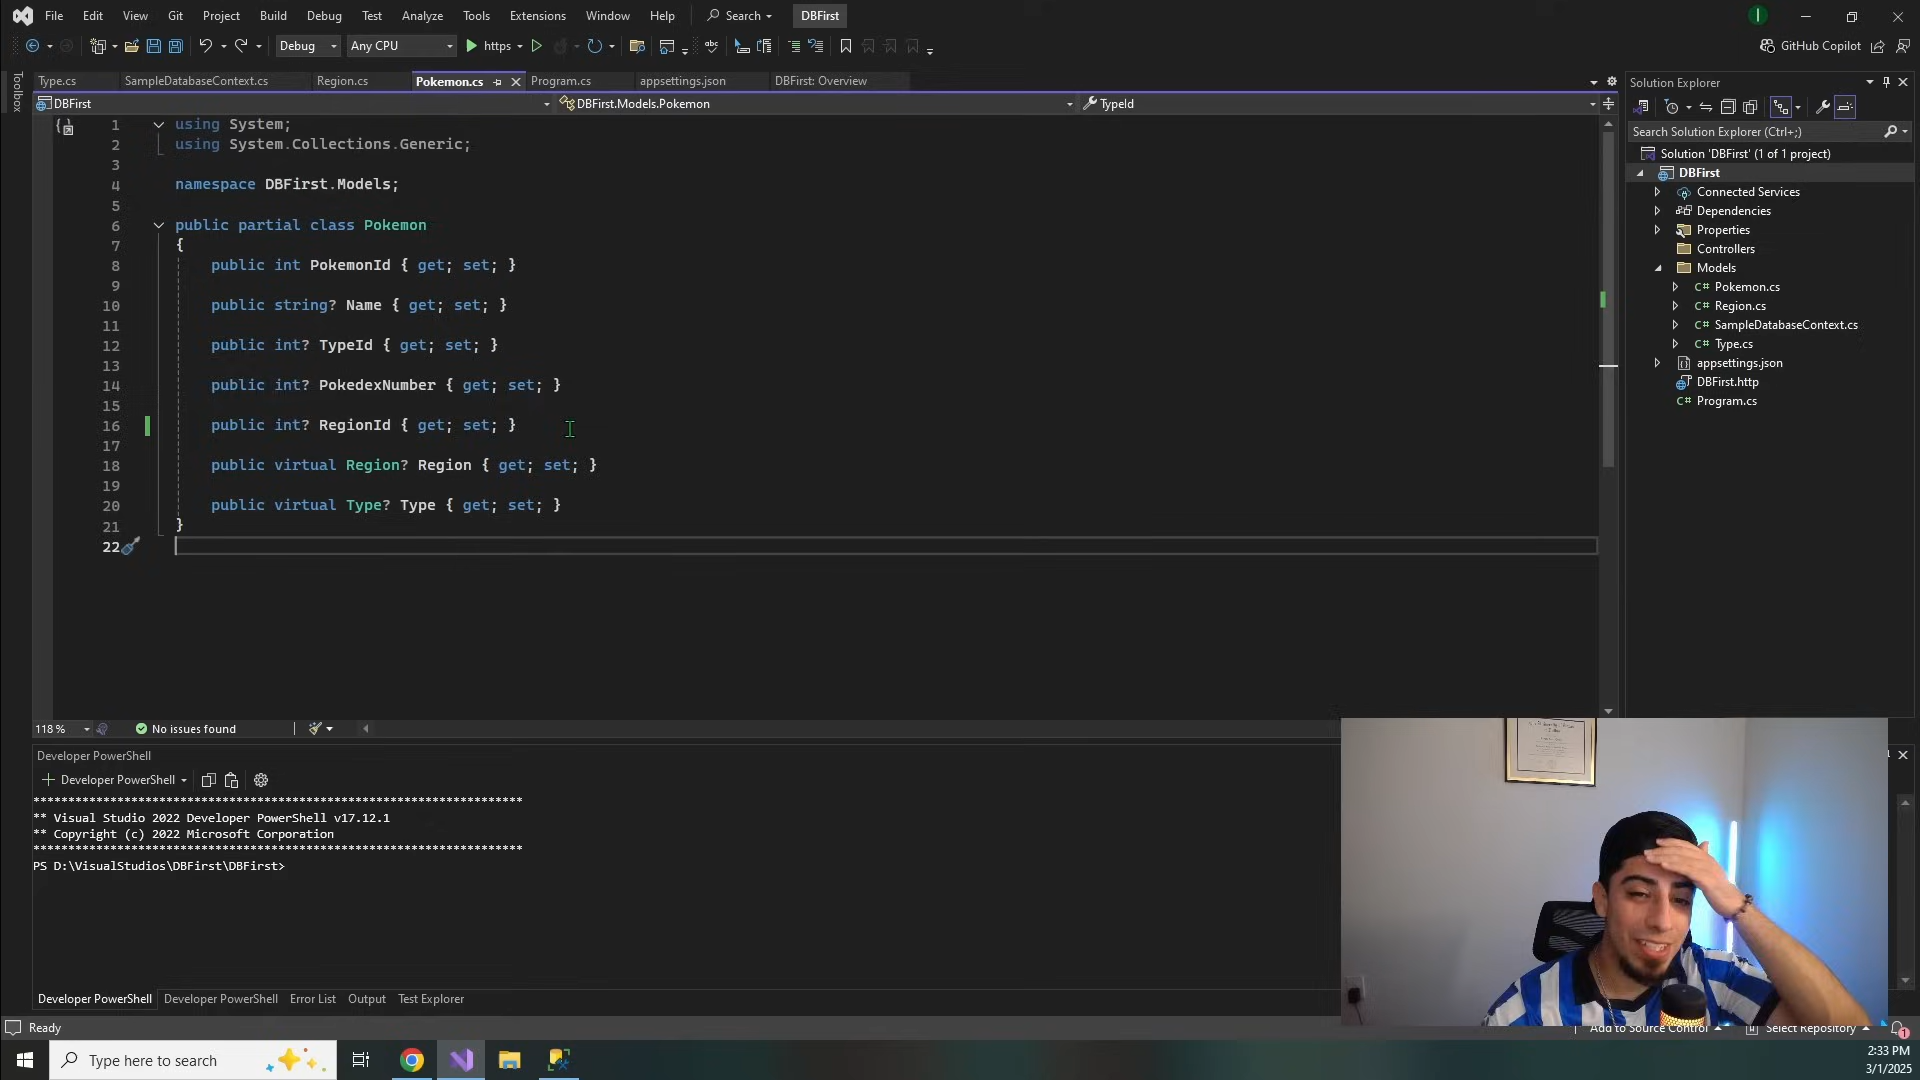 File Edit View Git Project Build Debug Test Analyze Tools Extensions Window Help Search DBFirst
Debug Any CPU https GitHub Copilot
Toolbox
Type.cs SampleDatabaseContext.cs Region.cs Pokemon.cs Program.cs appsettings.json DBFirst: Overview
DBFirst DBFirst.Models.Pokemon TypeId
1 using System;
2 using System.Collections.Generic;
3
4 namespace DBFirst.Models;
5
6 public partial class Pokemon
7 {
8 public int PokemonId { get; set; }
9
10 public string? Name { get; set; }
11
12 public int? TypeId { get; set; }
13
14 public int? PokedexNumber { get; set; }
15
16 public int? RegionId { get; set; }
17
18 public virtual Region? Region { get; set; }
19
20 public virtual Type? Type { get; set; }
21 }
22
118 % No issues found
Solution Explorer
Search Solution Explorer (Ctrl+;)
Solution 'DBFirst' (1 of 1 project)
DBFirst
Connected Services
Dependencies
Properties
Controllers
Models
C# Pokemon.cs
C# Region.cs
C# SampleDatabaseContext.cs
C# Type.cs
appsettings.json
DBFirst.http
C# Program.cs
Developer PowerShell
+ Developer PowerShell
**********************************************************************
** Visual Studio 2022 Developer PowerShell v17.12.1
** Copyright (c) 2022 Microsoft Corporation
**********************************************************************
PS D:\VisualStudios\DBFirst\DBFirst>
Developer PowerShell Developer PowerShell Error List Output Test Explorer
Ready Add to Source Control Select Repository 1
Type here to search
2:33 PM
3/1/2025